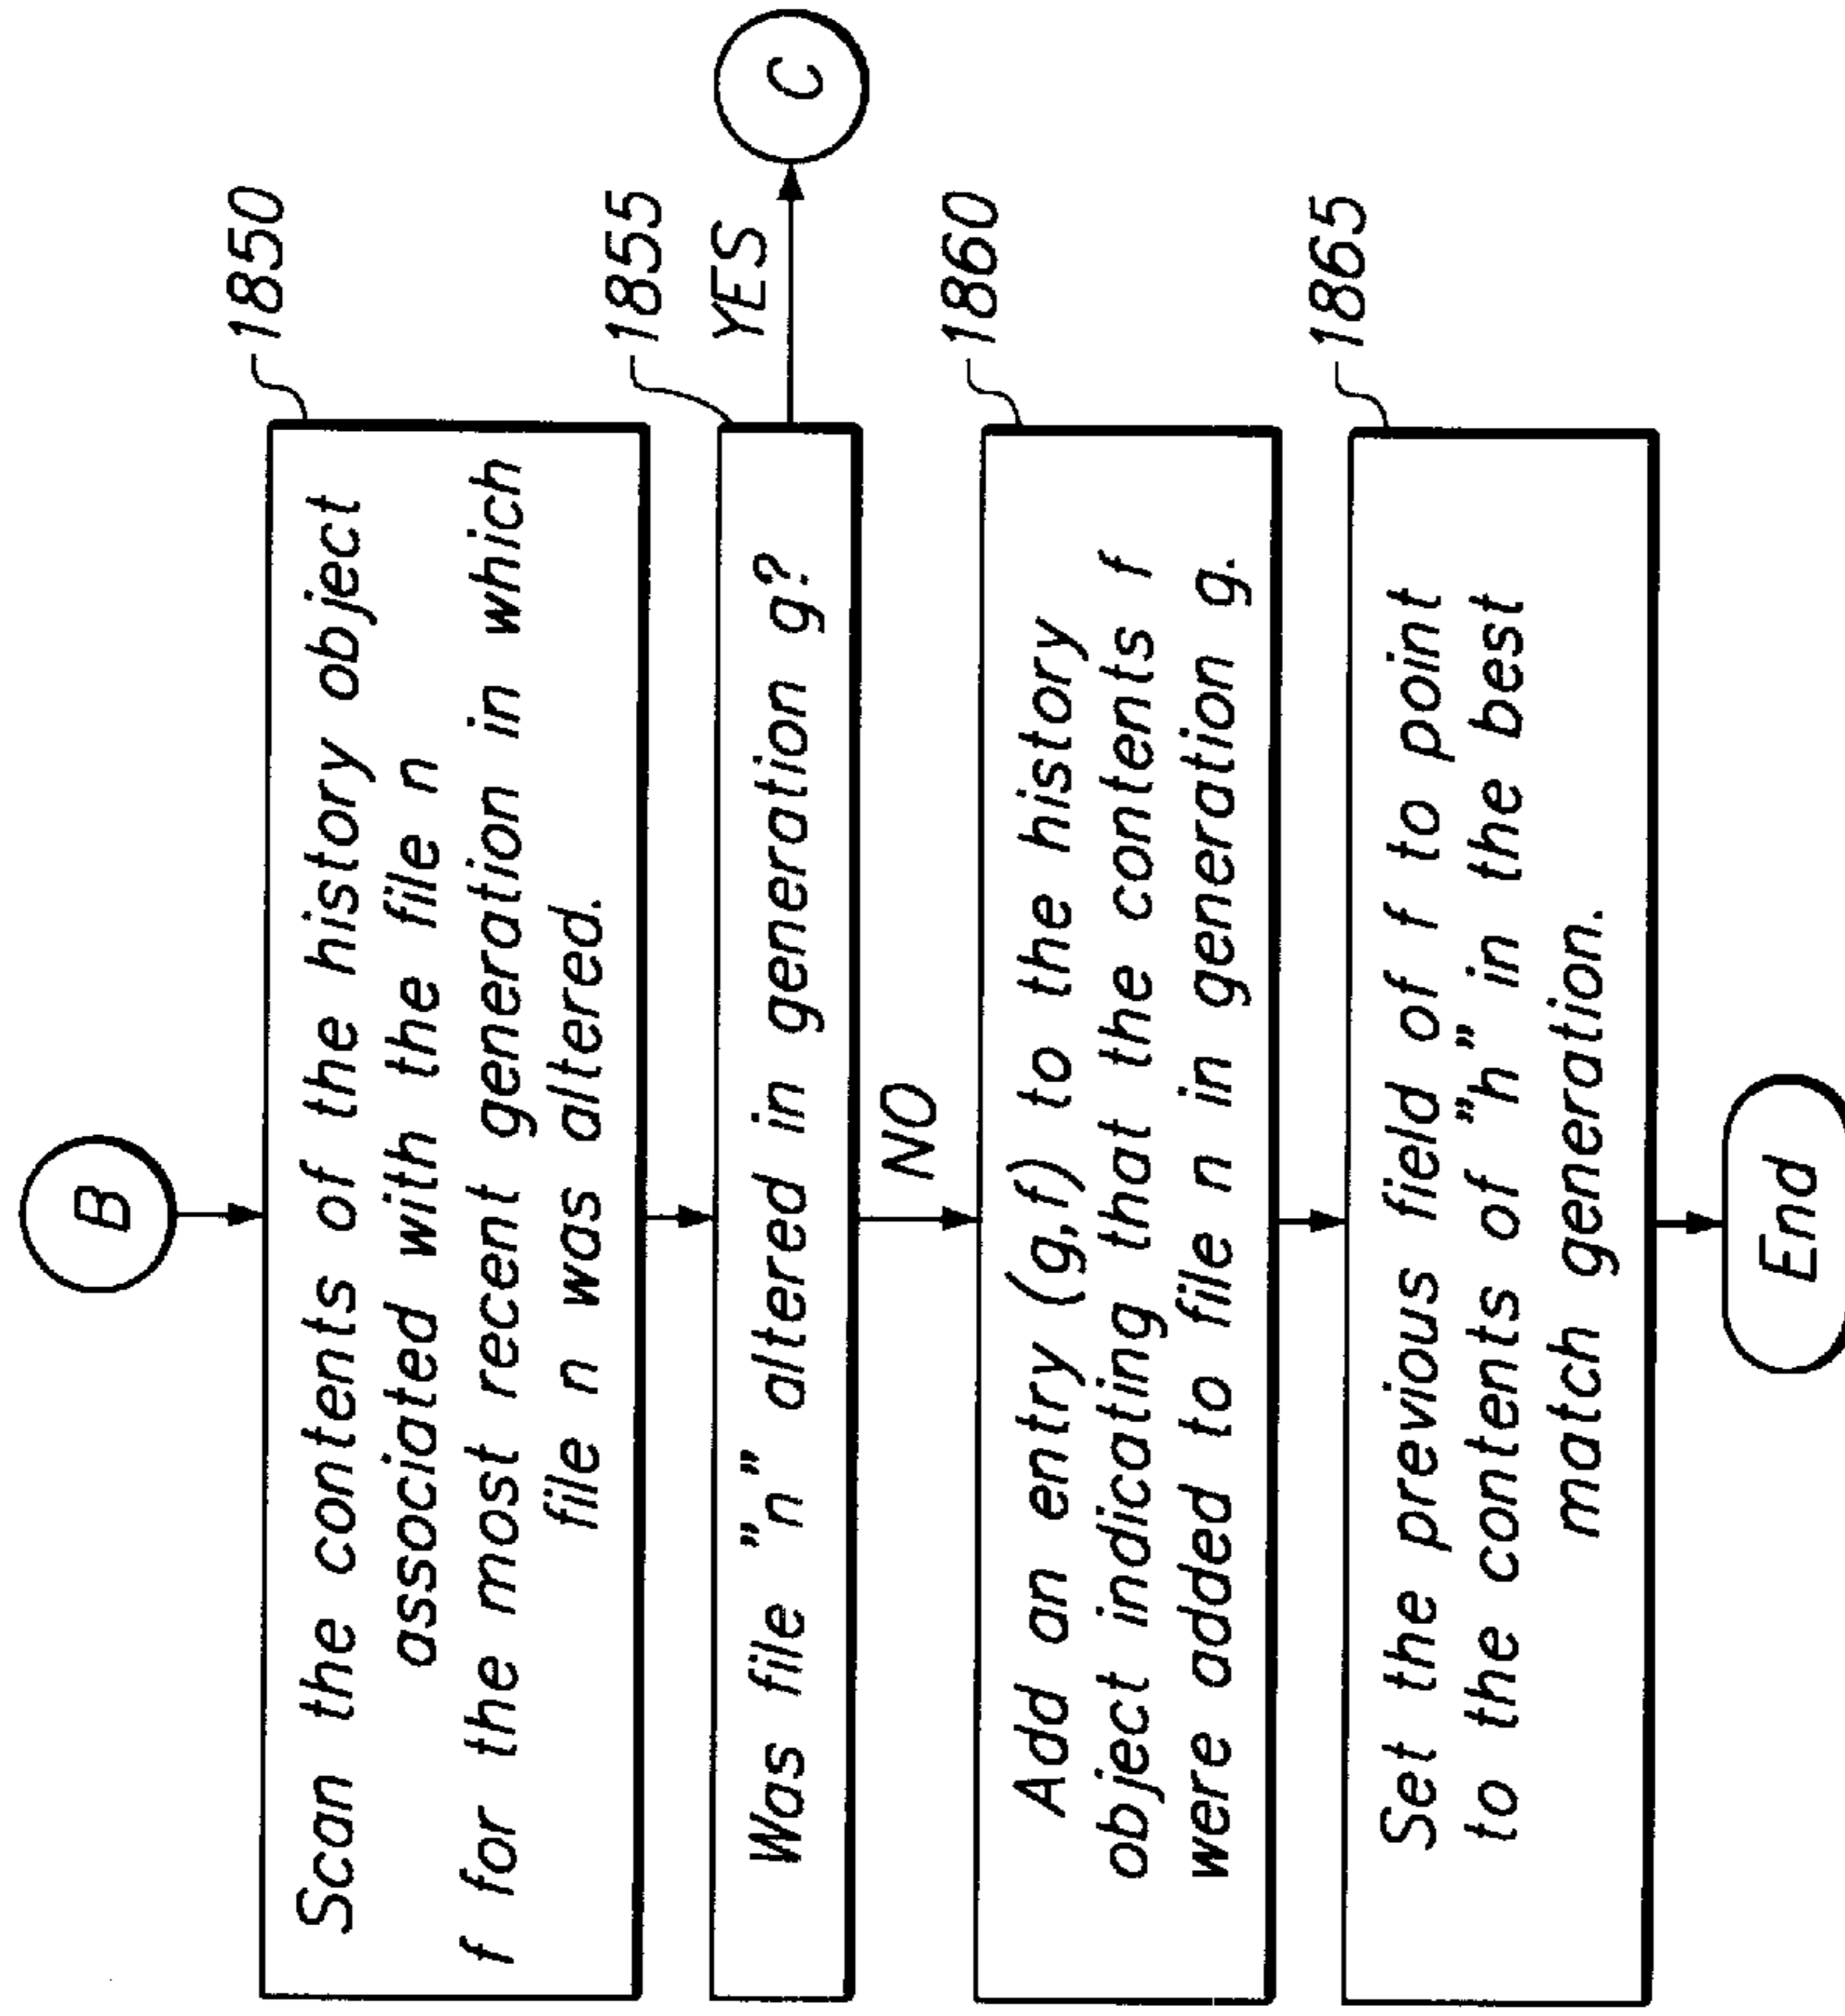 B
1850
Scan the contents of the history object
associated with the file n
f for the most recent generation in which
file n was altered.
1855
Was file "n" altered in generation g?
YES
C
NO
1860
Add an entry (g,f) to the history
object indicating that the contents f
were added to file n in generation g.
1865
Set the previous field of f to point
to the contents of "h" in the best
match generation.
End